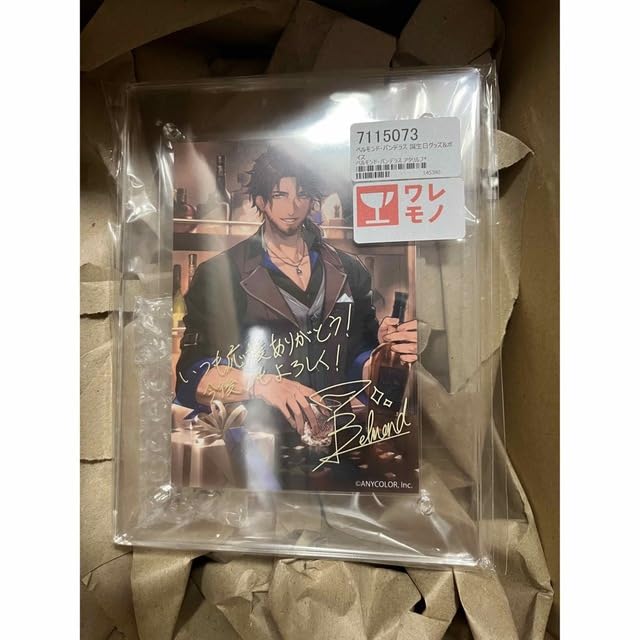 7115073
ベルモンド・バンデラス 誕生日グッズ&ボ
イス
ベルモンド・バンデラス アクリルフ*
145340
ワレ
モノ
いつも応援ありがとう!
今後もよろしく!
Belmond
©ANYCOLOR, Inc.